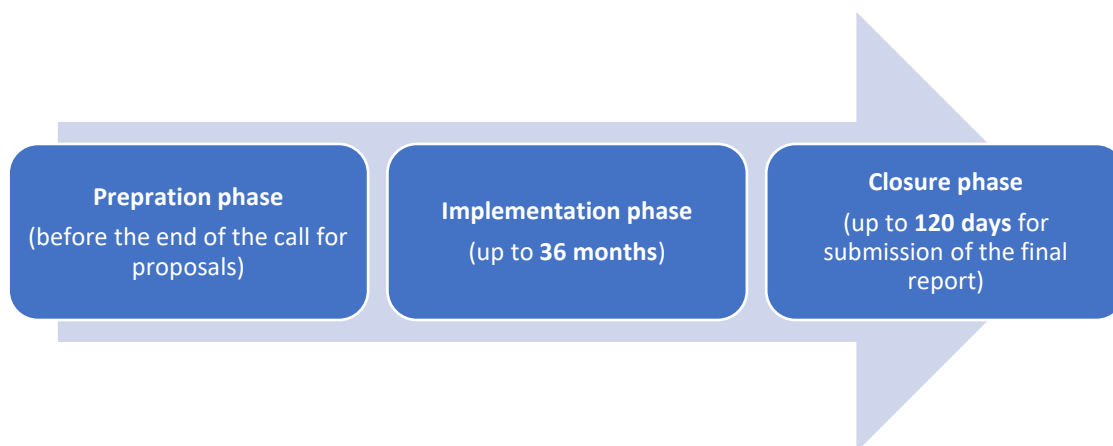 Prepration phase
(before the end of the call for
proposals)
Implementation phase
(up to 36 months)
Closure phase
(up to 120 days for
submission of the final
report)